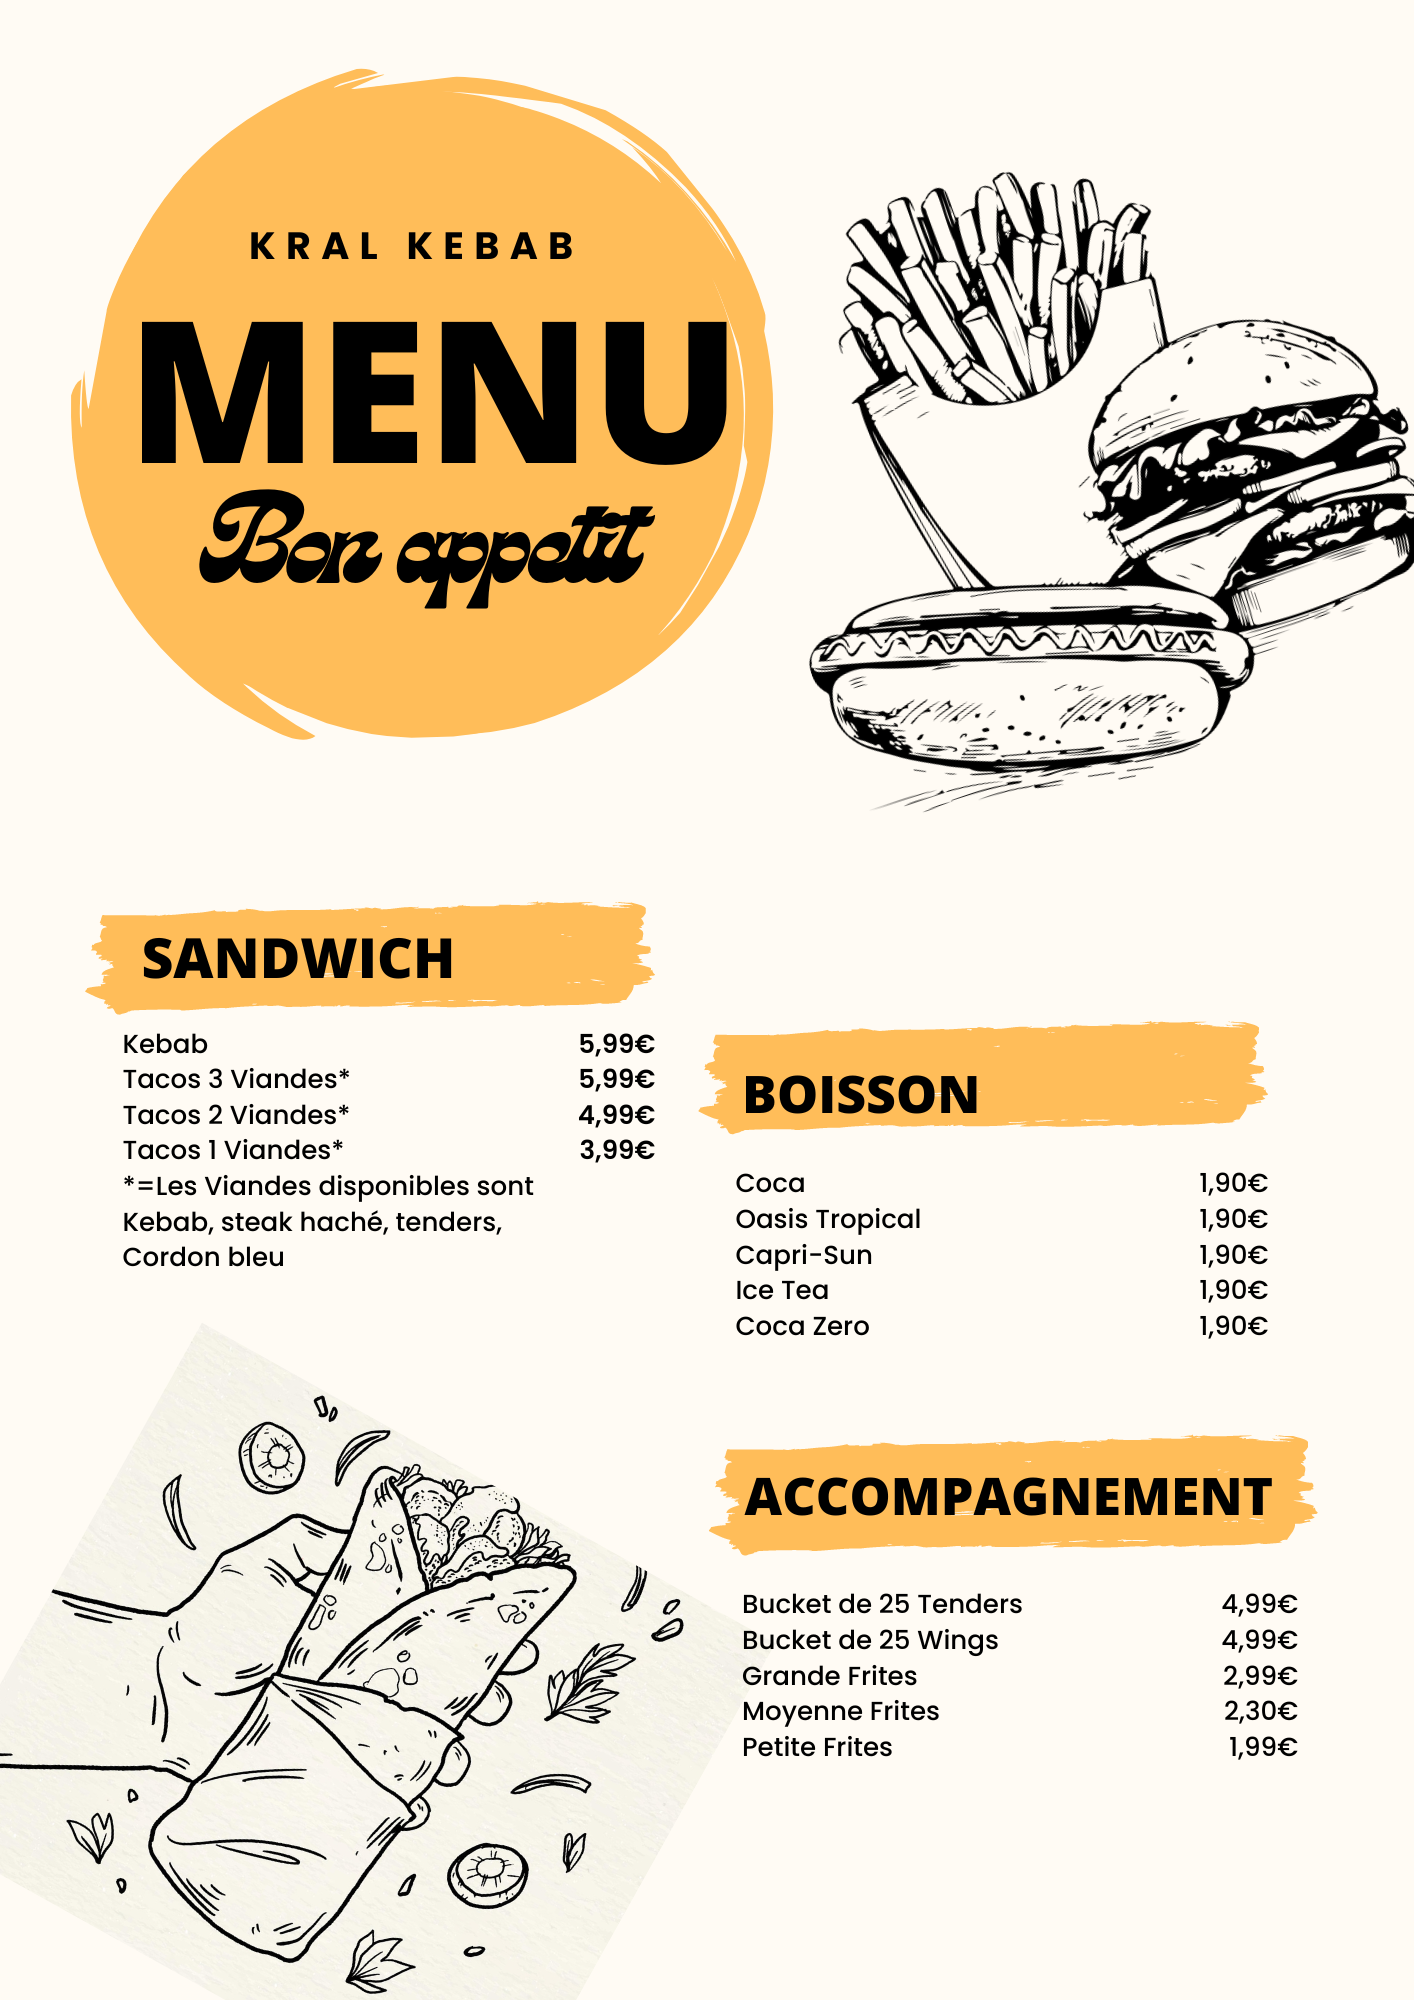 KRAL KEBAB
MENU
Bon appetit
SANDWICH
Kebab 5,99€
Tacos 3 Viandes* 5,99€
Tacos 2 Viandes* 4,99€
Tacos 1 Viandes* 3,99€
*=Les Viandes disponibles sont
Kebab, steak haché, tenders,
Cordon bleu
BOISSON
Coca 1,90€
Oasis Tropical 1,90€
Capri-Sun 1,90€
Ice Tea 1,90€
Coca Zero 1,90€
ACCOMPAGNEMENT
Bucket de 25 Tenders 4,99€
Bucket de 25 Wings 4,99€
Grande Frites 2,99€
Moyenne Frites 2,30€
Petite Frites 1,99€